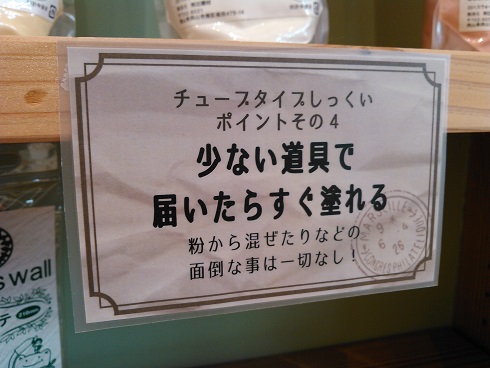 チューブタイプしっくい
ポイントその4
少ない道具で
届いたらすぐ塗れる
粉から混ぜたりなどの
面倒な事は一切なし！
s wall